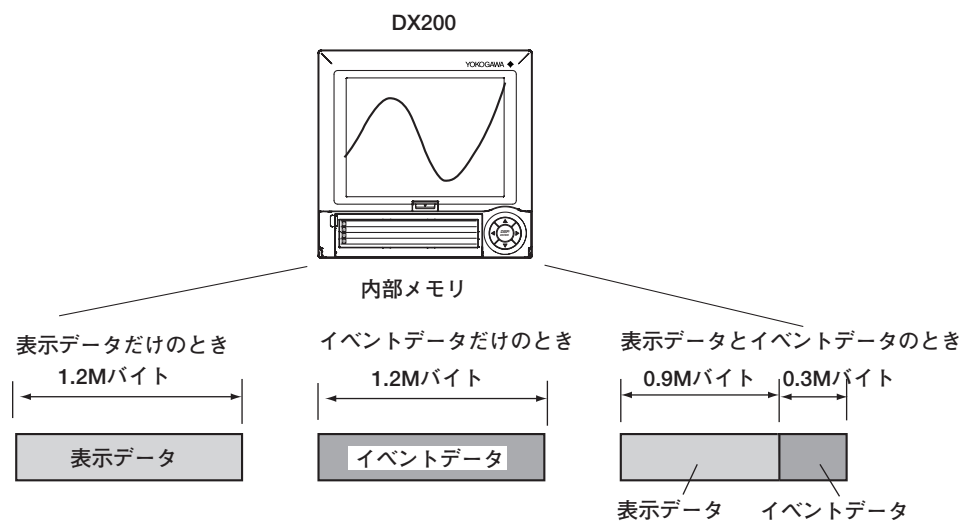 DX200
YOKOGAWA
内部メモリ
表示データだけのとき
1.2Mバイト
表示データ
イベントデータだけのとき
1.2Mバイト
イベントデータ
表示データとイベントデータのとき
0.9Mバイト
0.3Mバイト
表示データ
イベントデータ